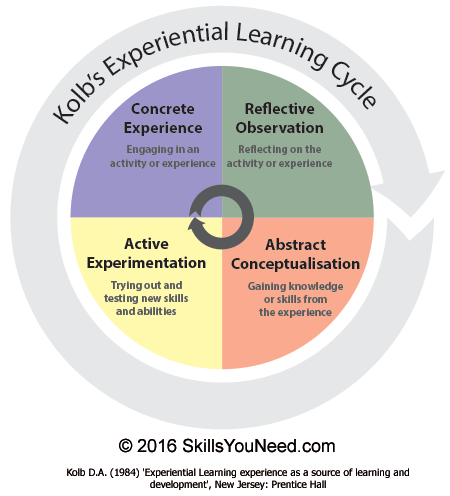 Kolb's Experiential Learning Cycle
Concrete
Experience
Engaging in an
activity or experience
Reflective
Observation
Reflecting on the
activity or experience
Active
Experimentation
Trying out and
testing new skills
and abilities
Abstract
Conceptualisation
Gaining knowledge
or skills from
the experience
© 2016 SkillsYouNeed.com
Kolb D.A. (1984) 'Experiential Learning experience as a source of learning and
development', New Jersey: Prentice Hall